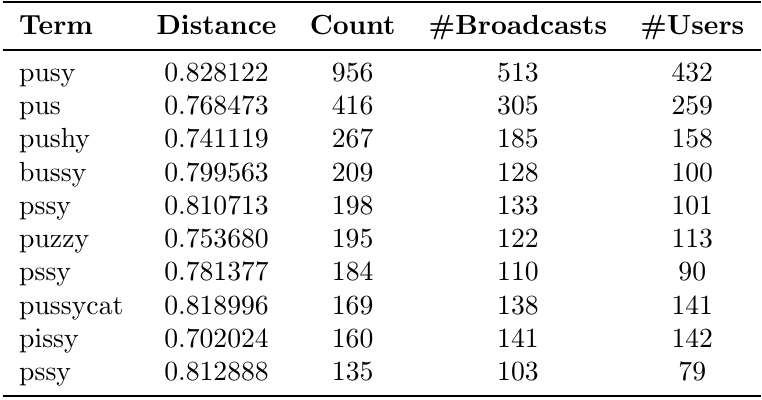 Term Distance Count #Broadcasts #Users
pusy 0.828122 956 513 432
pus 0.768473 416 305 259
pushy 0.741119 267 185 158
bussy 0.799563 209 128 100
pssy 0.810713 198 133 101
puzzy 0.753680 195 122 113
pssy 0.781377 184 110 90
pussycat 0.818996 169 138 141
pissy 0.702024 160 141 142
pssy 0.812888 135 103 79